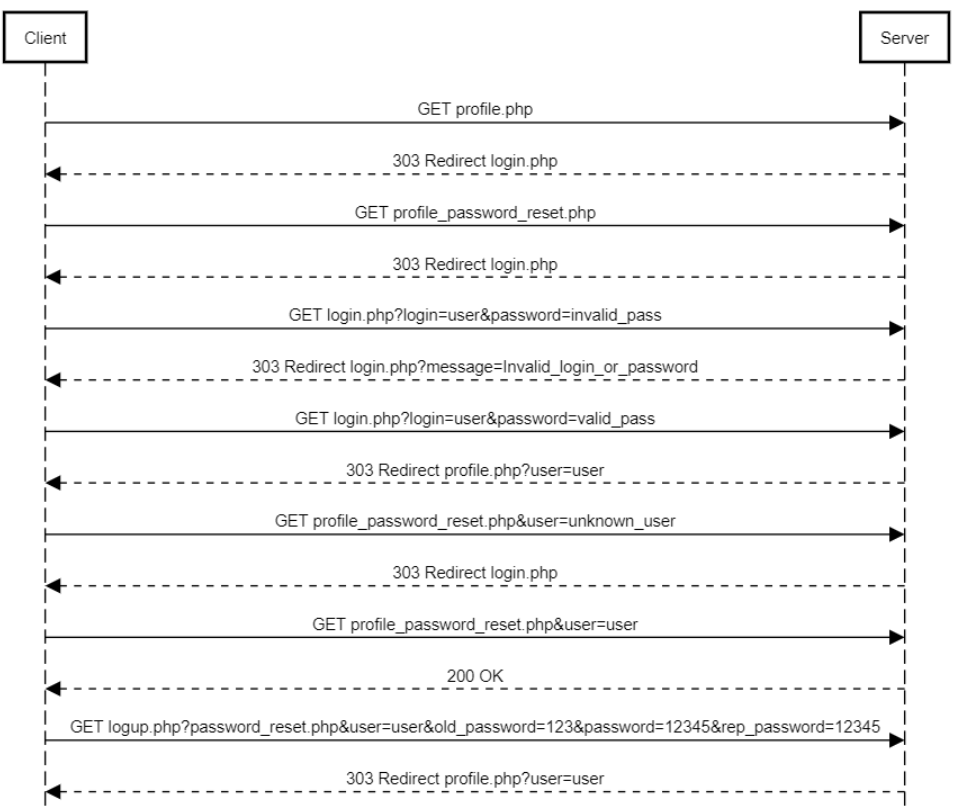 Client
Server
GET profile.php
303 Redirect login.php
GET profile_password_reset.php
303 Redirect login.php
GET login.php?login=user&password=invalid_pass
303 Redirect login.php?message=Invalid_login_or_password
GET login.php?login=user&password=valid_pass
303 Redirect profile.php?user=user
GET profile_password_reset.php&user=unknown_user
303 Redirect login.php
GET profile_password_reset.php&user=user
200 OK
GET logup.php?password_reset.php&user=user&old_password=123&password=12345&rep_password=12345
303 Redirect profile.php?user=user